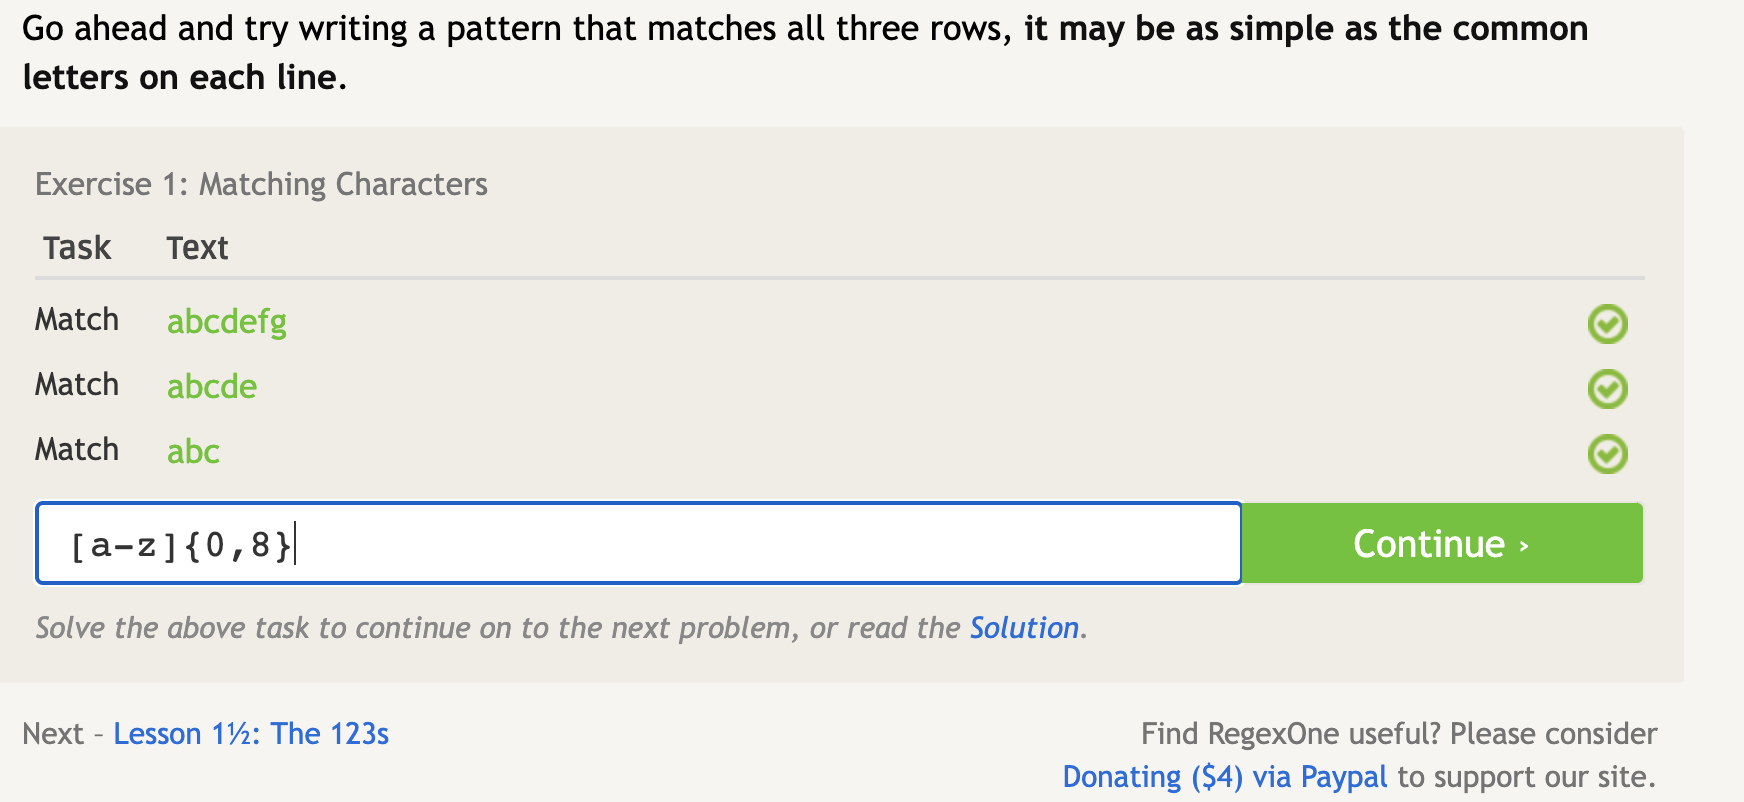 Go ahead and try writing a pattern that matches all three rows, it may be as simple as the common
letters on each line.
Exercise 1: Matching Characters
Task Text
Match abcdefg
Match abcde
Match abc
[a-z]{0,8}
Continue ›
Solve the above task to continue on to the next problem, or read the Solution.
Next – Lesson 1½: The 123s
Find RegexOne useful? Please consider
Donating ($4) via Paypal to support our site.